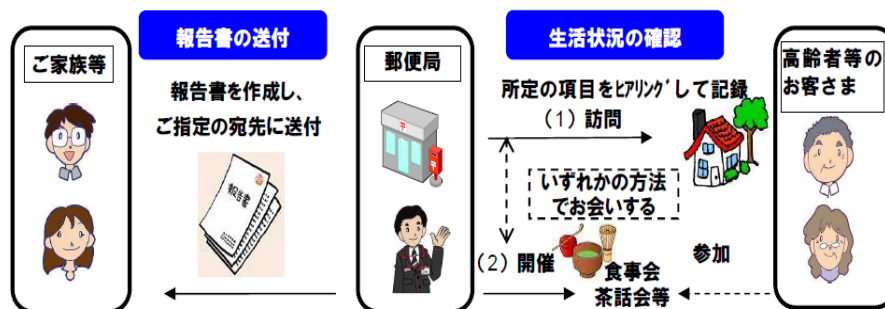 報告書の送付
生活状況の確認
ご家族等
報告書を作成し、
ご指定の宛先に送付
報告書
郵便局
〒
所定の項目をﾋｱﾘﾝｸﾞして記録
(1) 訪問
いずれかの方法
でお会いする
(2) 開催
食事会
茶話会等
参加
高齢者等の
お客さま